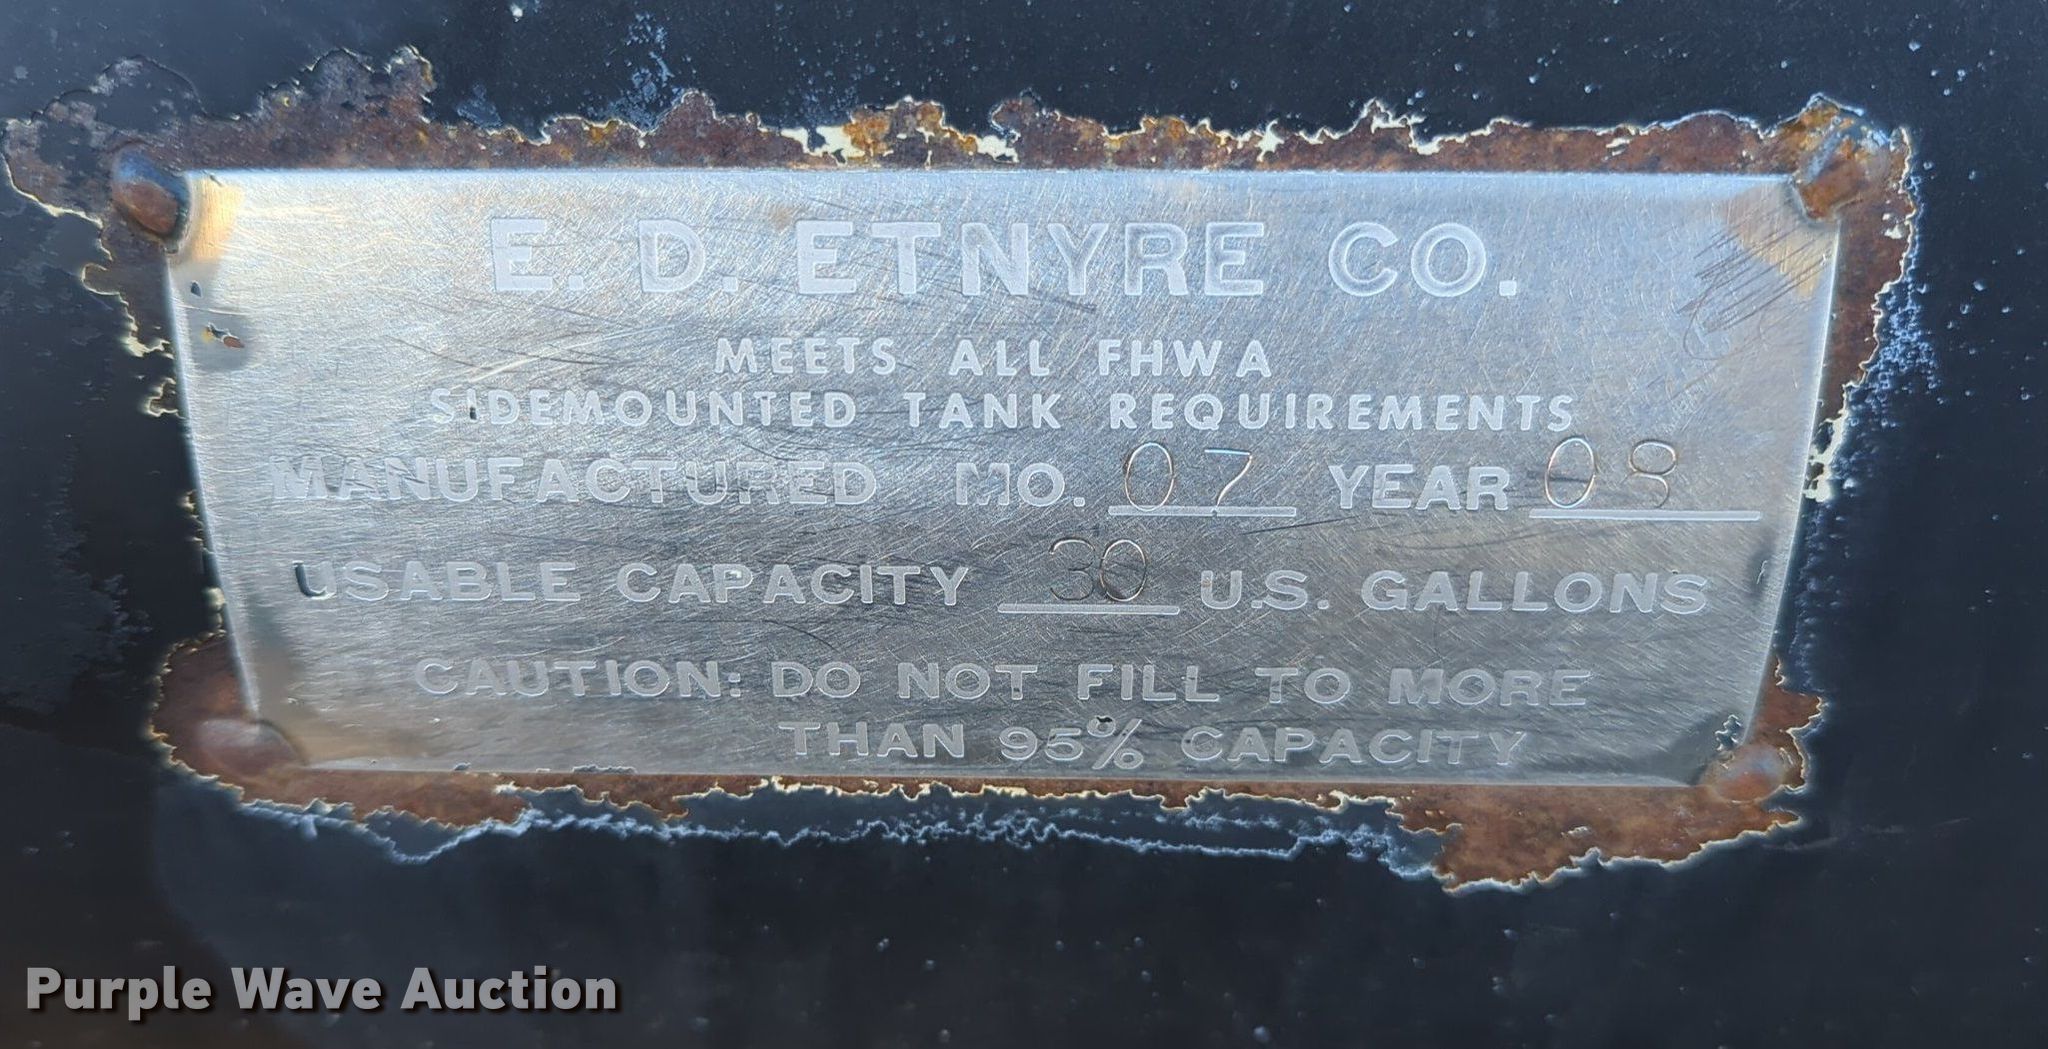 E. D. ETNYRE CO.
MEETS ALL FHWA
SIDEMOUNTED TANK REQUIREMENTS
MANUFACTURED MO. 07 YEAR 08
USABLE CAPACITY 30 U.S. GALLONS
CAUTION: DO NOT FILL TO MORE
THAN 95% CAPACITY
Purple Wave Auction